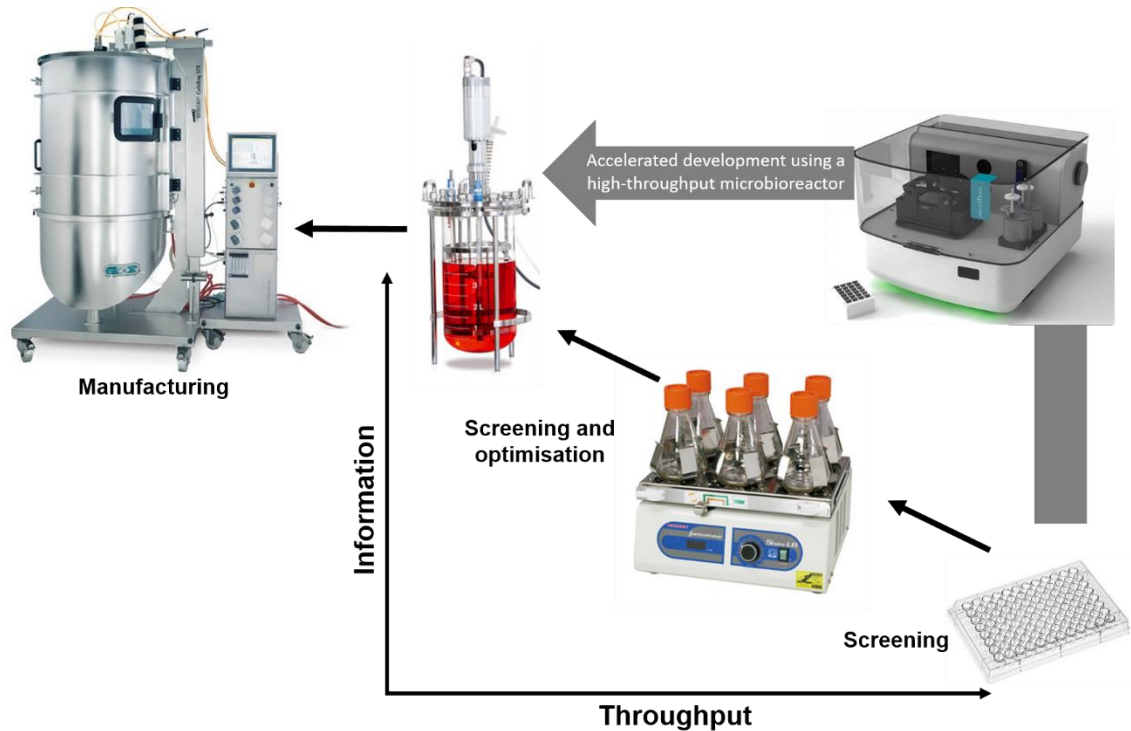 Accelerated development using a
high-throughput microbioreactor
Manufacturing
Screening and
optimisation
Information
Screening
Throughput